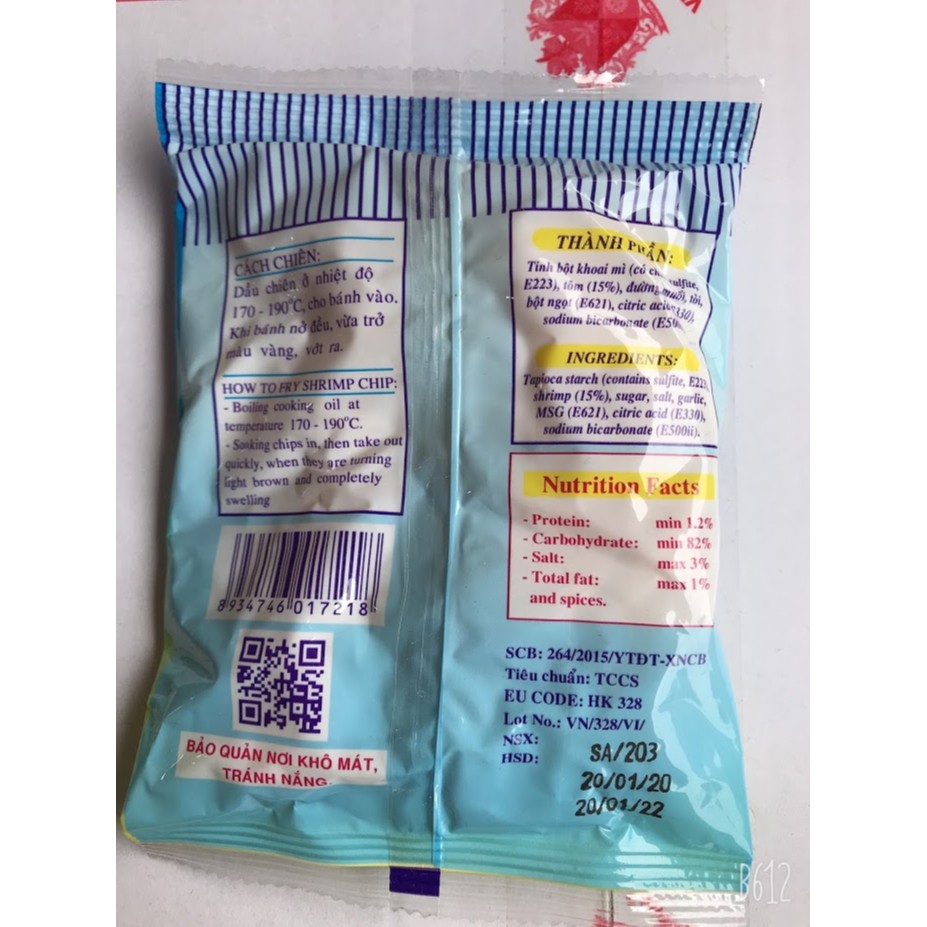 CÁCH CHIÊN:
Dầu chiên ở nhiệt độ
170 - 190°C, cho bánh vào.
Khi bánh nở đều, vừa trở
màu vàng, vớt ra.
HOW TO FRY SHRIMP CHIP:
- Boiling cooking oil at
temperature 170 - 190°C.
- Soaking chips in, then take out
quickly, when they are turning
light brown and completely
swelling
8 934746 017218
BẢO QUẢN NƠI KHÔ MÁT,
TRÁNH NẮNG
THÀNH PHẦN:
Tinh bột khoai mì (có sulfite,
E223), tôm (15%), đường, muối, tỏi,
bột ngọt (E621), citric acid (E330),
sodium bicarbonate
INGREDIENTS:
Tapioca starch (contains sulfite, E223),
shrimp (15%), sugar, salt, garlic,
MSG (E621), citric acid (E330),
sodium bicarbonate (E500ii).
Nutrition Facts
- Protein: min 1.2%
- Carbohydrate: min 82%
- Salt: max 3%
- Total fat: max 1%
and spices.
SCB: 264/2015/YTĐT-XNCB
Tiêu chuẩn: TCCS
EU CODE: HK 328
Lot No.: VN/328/VI/
NSX: SA/203
HSD: 20/01/20
20/01/22
B612